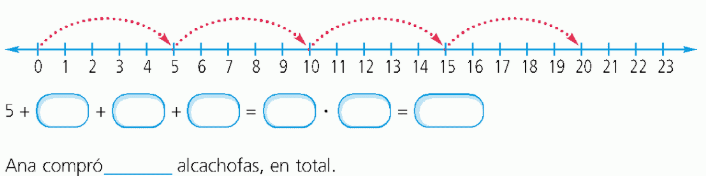 0 1 2 3 4 5 6 7 8 9 10 11 12 13 14 15 16 17 18 19 20 21 22 23
5 + + + = · =
Ana compró______ alcachofas, en total.